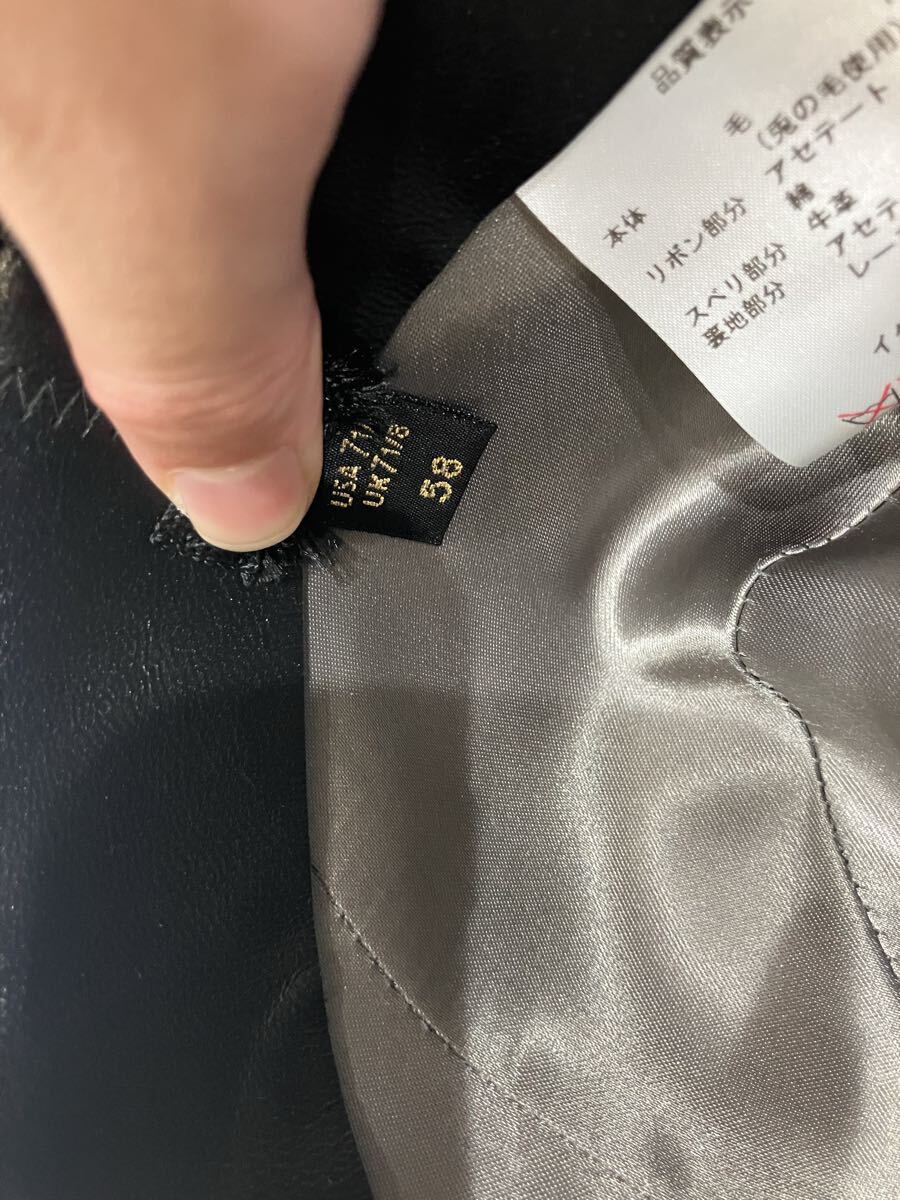 品質表示
本体 毛
(兎の毛使用)
リボン部分 アセテート
綿
スベリ部分 牛革
裏地部分 アセテ
レー
イタ
USA 71/
UK71/8
58